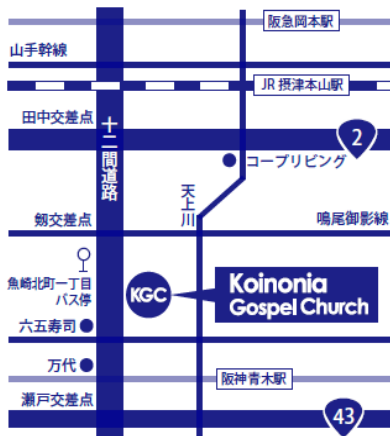 阪急岡本駅
山手幹線
JR 摂津本山駅
田中交差点
十二間道路
2
コープリビング
天上川
剱交差点
鳴尾御影線
魚崎北町一丁目
バス停
KGC
Koinonia
Gospel Church
六五寿司
万代
阪神青木駅
瀬戸交差点
43